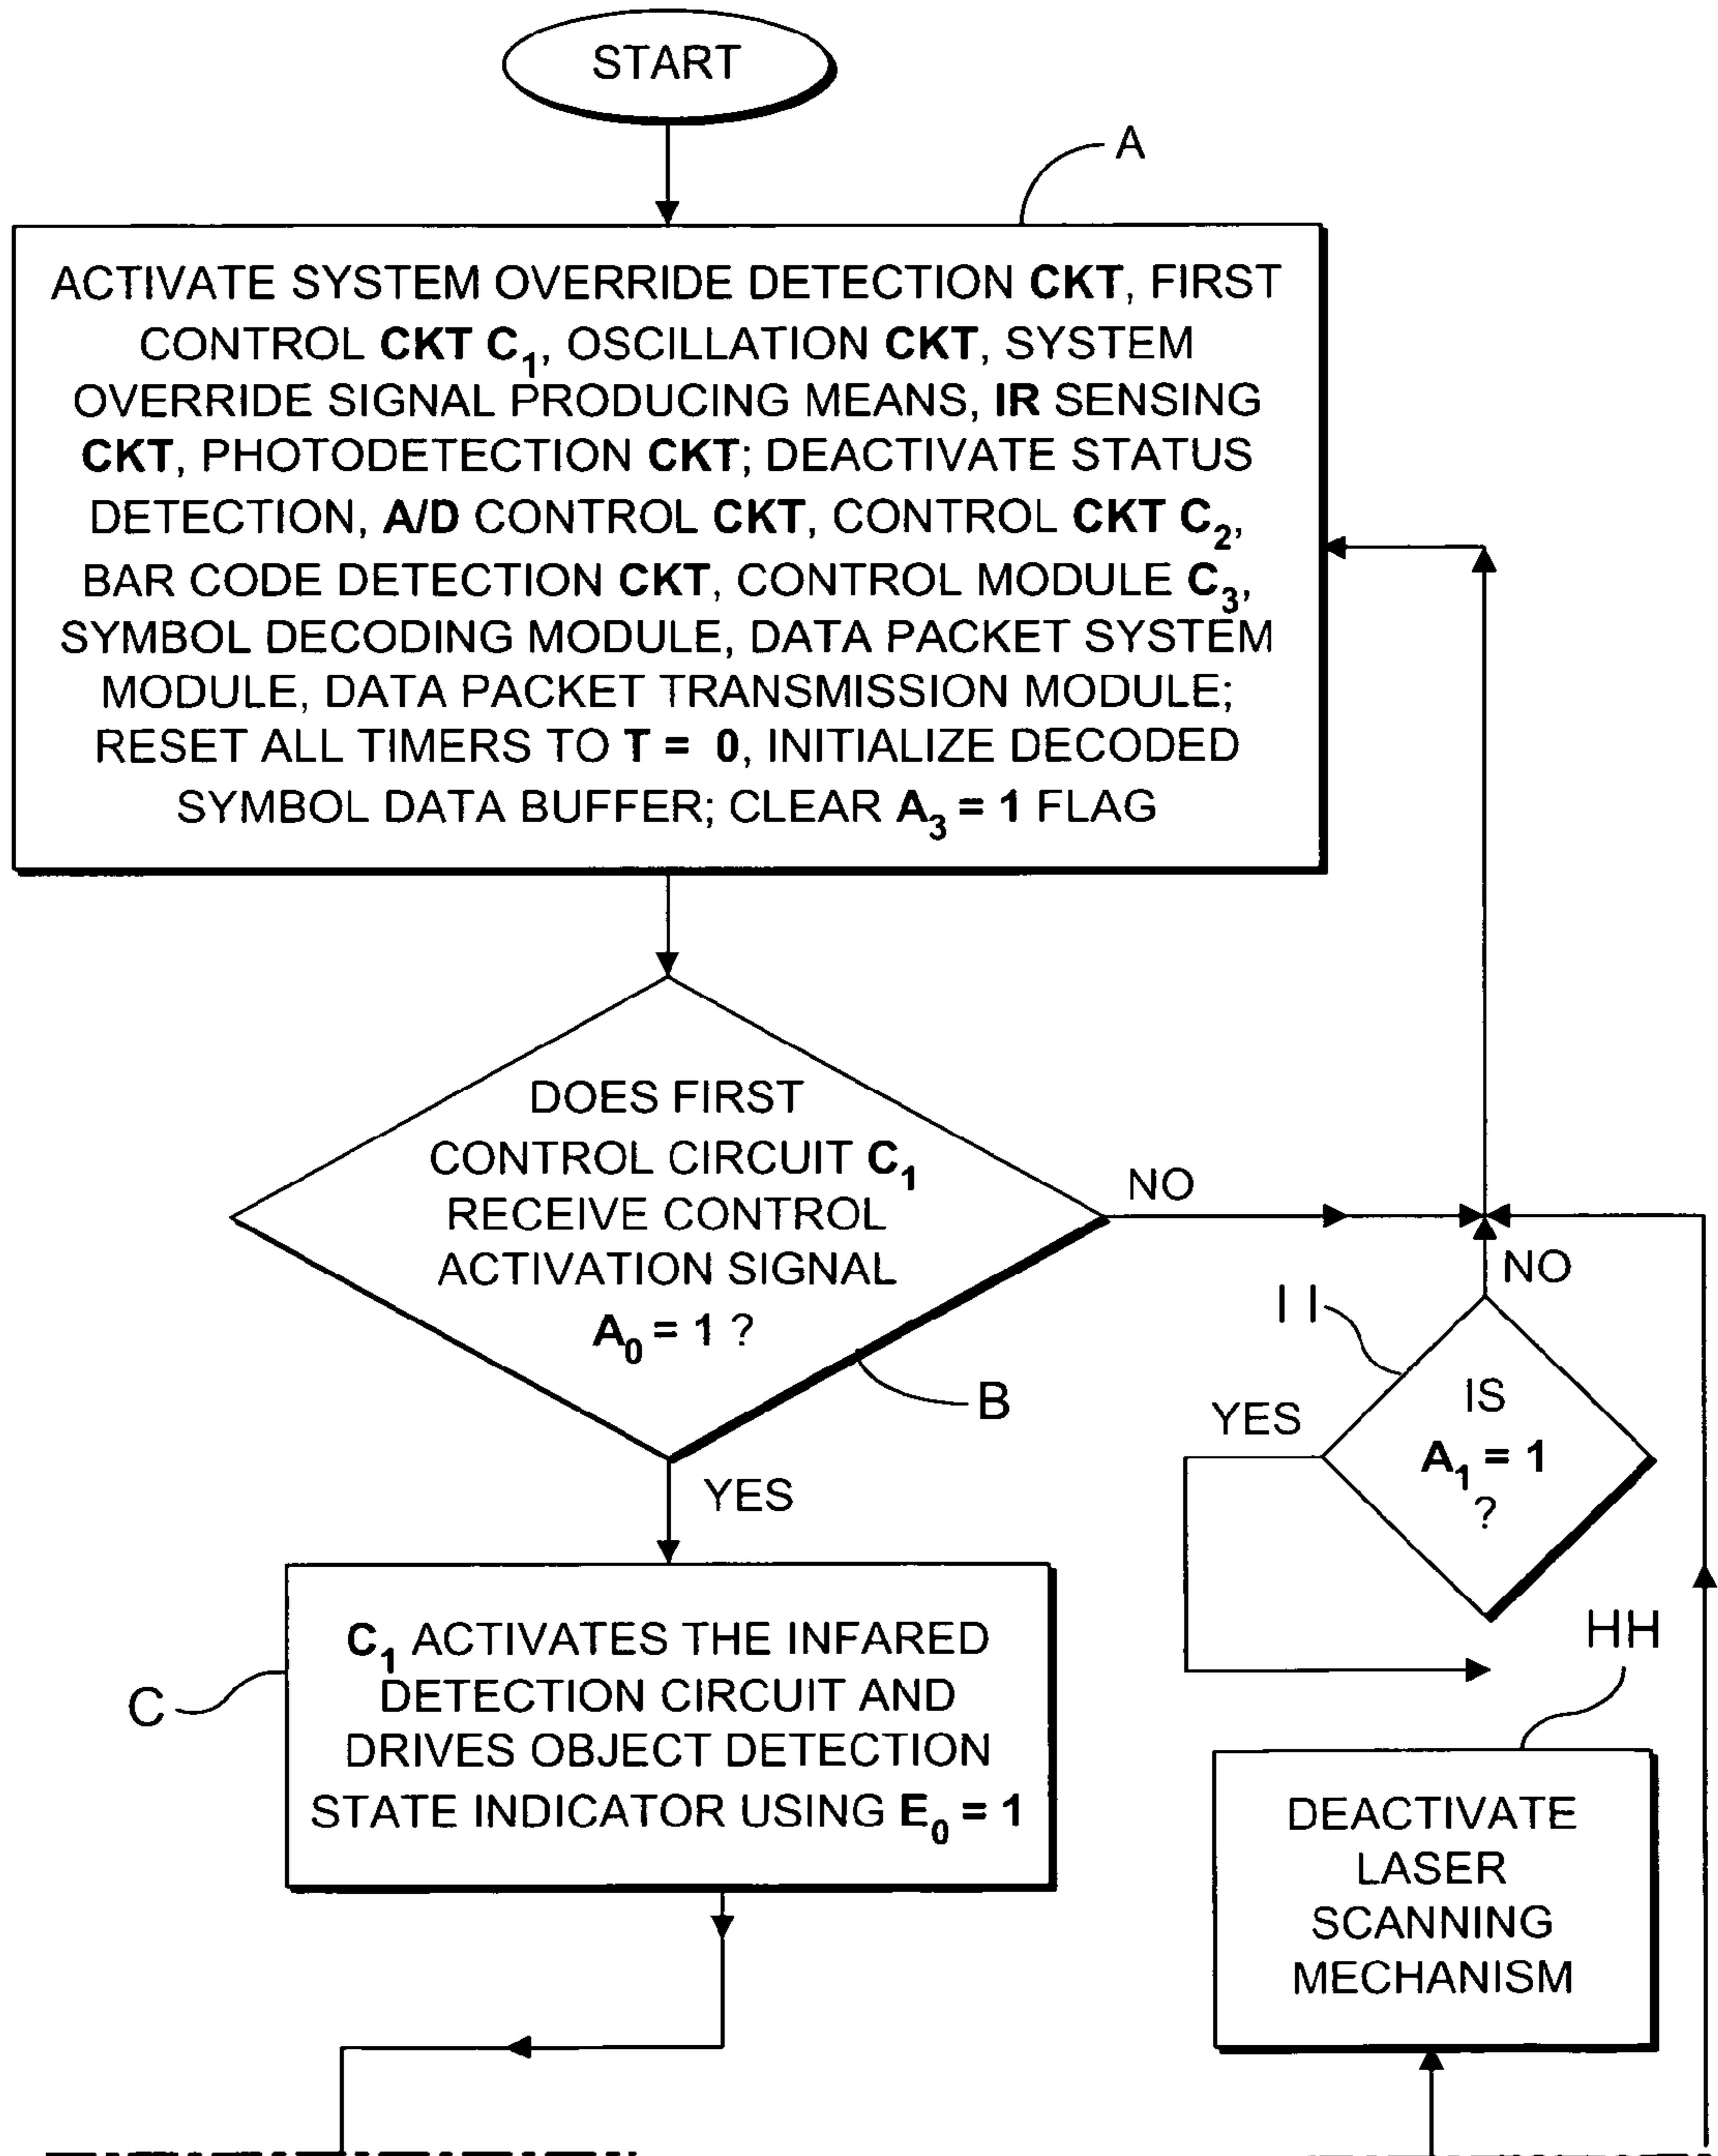 START
A
ACTIVATE SYSTEM OVERRIDE DETECTION CKT, FIRST
CONTROL CKT C₁, OSCILLATION CKT, SYSTEM
OVERRIDE SIGNAL PRODUCING MEANS, IR SENSING
CKT, PHOTODETECTION CKT; DEACTIVATE STATUS
DETECTION, A/D CONTROL CKT, CONTROL CKT C₂,
BAR CODE DETECTION CKT, CONTROL MODULE C₃,
SYMBOL DECODING MODULE, DATA PACKET SYSTEM
MODULE, DATA PACKET TRANSMISSION MODULE;
RESET ALL TIMERS TO T = 0, INITIALIZE DECODED
SYMBOL DATA BUFFER; CLEAR A₃ = 1 FLAG
DOES FIRST
CONTROL CIRCUIT C₁
RECEIVE CONTROL
ACTIVATION SIGNAL
A₀ = 1 ?
NO
B
YES
NO
II
IS
A₁ = 1
?
YES
C₁ ACTIVATES THE INFARED
DETECTION CIRCUIT AND
DRIVES OBJECT DETECTION
STATE INDICATOR USING E₀ = 1
C
HH
DEACTIVATE
LASER
SCANNING
MECHANISM